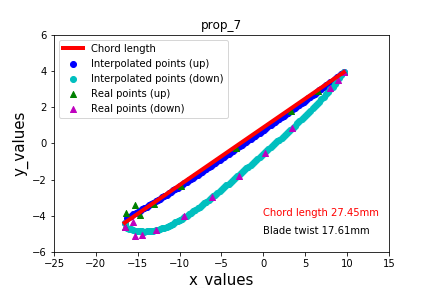 prop_7
Chord length
Interpolated points (up)
Interpolated points (down)
Real points (up)
Real points (down)
y_values
6
4
2
0
−2
−4
−6
Chord length 27.45mm
Blade twist 17.61mm
−25 −20 −15 −10 −5 0 5 10 15
x_values